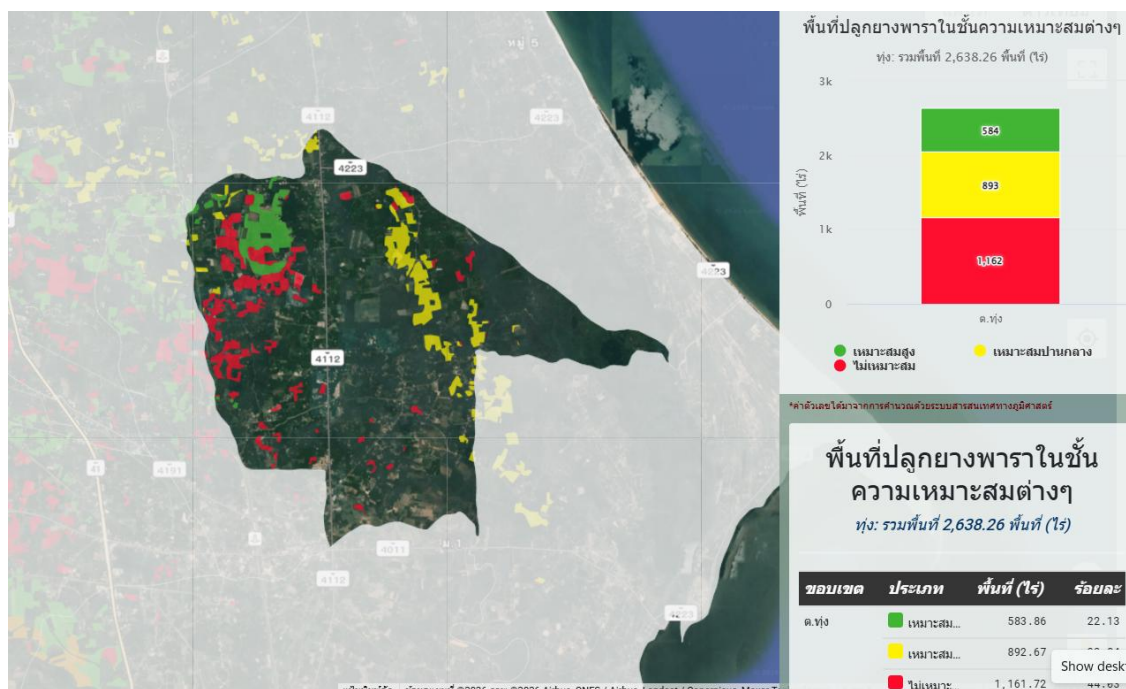 หมู่ 5
4112
4223
4223
41
4223
4112
4191
41
4011
ม 1
4112
4223
พื้นที่ปลูกยางพาราในชั้นความเหมาะสมต่างๆ
ทุ่ง: รวมพื้นที่ 2,638.26 พื้นที่ (ไร่)
พื้นที่ (ไร่)
3k
2k
1k
0
584
893
1,162
ต.ทุ่ง
เหมาะสมสูง
เหมาะสมปานกลาง
ไม่เหมาะสม
*ค่าตัวเลขได้มาจากการคำนวณด้วยระบบสารสนเทศทางภูมิศาสตร์
พื้นที่ปลูกยางพาราในชั้น
ความเหมาะสมต่างๆ
ทุ่ง: รวมพื้นที่ 2,638.26 พื้นที่ (ไร่)
ขอบเขต ประเภท พื้นที่ (ไร่) ร้อยละ
ต.ทุ่ง เหมาะสม... 583.86 22.13
เหมาะสม... 892.67
ไม่เหมาะ... 1,161.72 44.03
Show desk